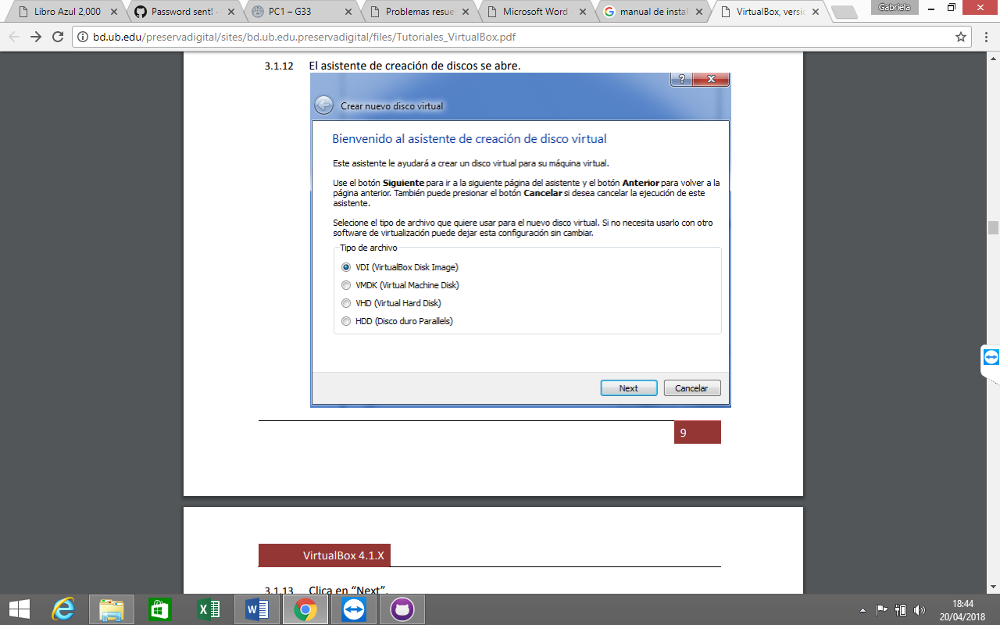 Libro Azul 2,000
Password sent!
PC1 – G33
Problemas resue
Microsoft Word
manual de instal
VirtualBox, versi
Gabriela
bd.ub.edu/preservadigital/sites/bd.ub.edu.preservadigital/files/Tutoriales_VirtualBox.pdf
3.1.12 El asistente de creación de discos se abre.
?
Crear nuevo disco virtual
Bienvenido al asistente de creación de disco virtual
Este asistente le ayudará a crear un disco virtual para su máquina virtual.
Use el botón Siguiente para ir a la siguiente página del asistente y el botón Anterior para volver a la
página anterior. También puede presionar el botón Cancelar si desea cancelar la ejecución de este
asistente.
Selecione el tipo de archivo que quiere usar para el nuevo disco virtual. Si no necesita usarlo con otro
software de virtualización puede dejar esta configuración sin cambiar.
Tipo de archivo
VDI (VirtualBox Disk Image)
VMDK (Virtual Machine Disk)
VHD (Virtual Hard Disk)
HDD (Disco duro Parallels)
Next
Cancelar
9
VirtualBox 4.1.X
3.1.13 Clica en “Next”.
18:44
20/04/2018